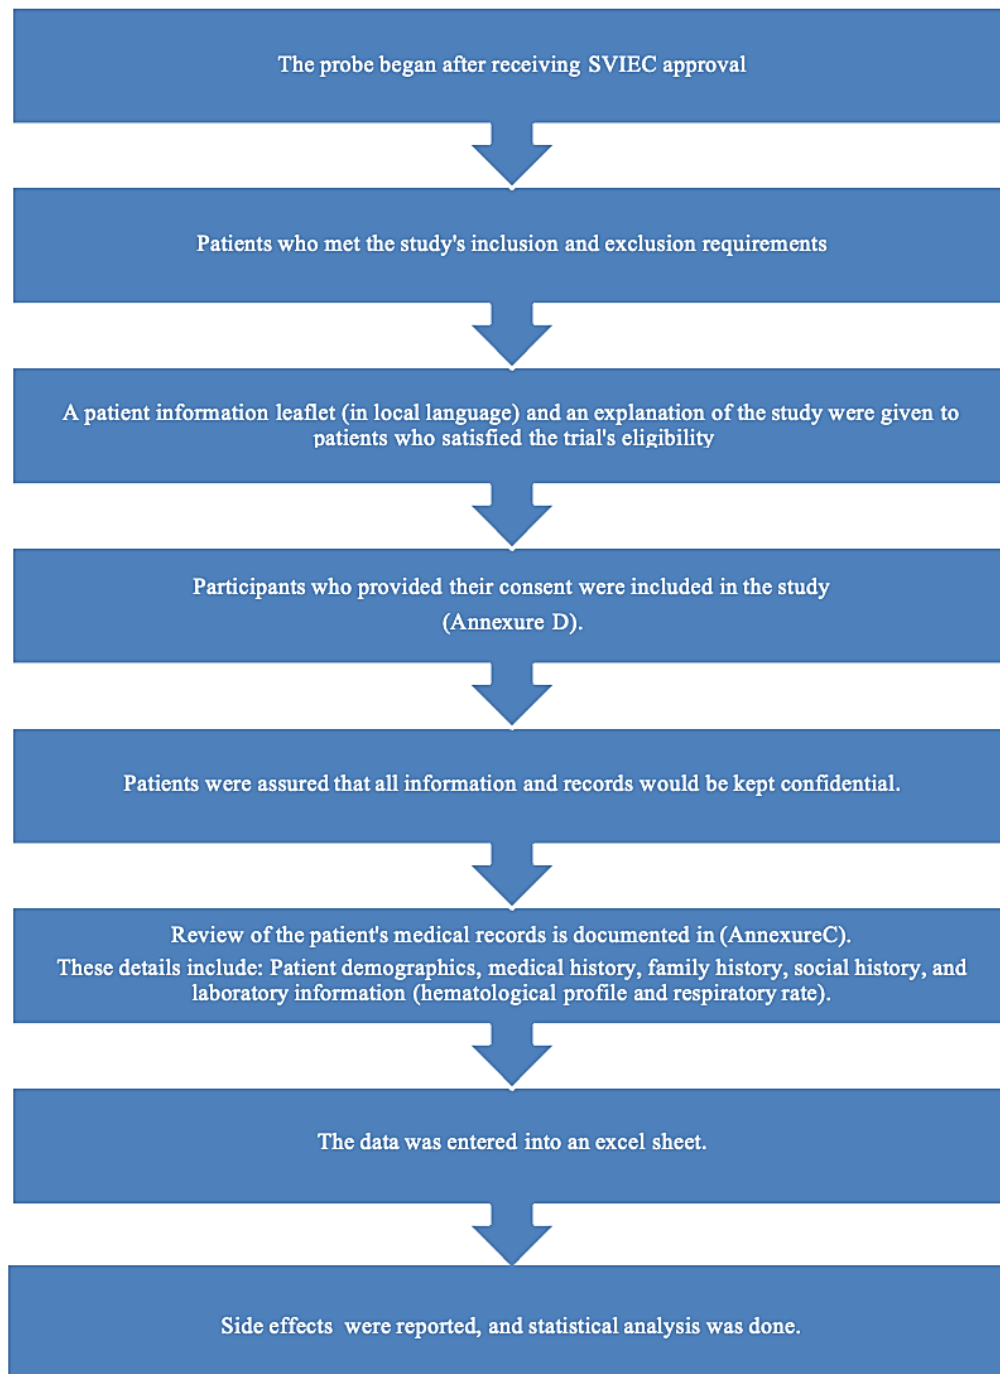 The probe began after receiving SVIEC approval
Patients who met the study's inclusion and exclusion requirements
A patient information leaflet (in local language) and an explanation of the study were given to
patients who satisfied the trial's eligibility
Participants who provided their consent were included in the study
(Annexure D).
Patients were assured that all information and records would be kept confidential.
Review of the patient's medical records is documented in (AnnexureC).
These details include: Patient demographics, medical history, family history, social history, and
laboratory information (hematological profile and respiratory rate).
The data was entered into an excel sheet.
Side effects were reported, and statistical analysis was done.